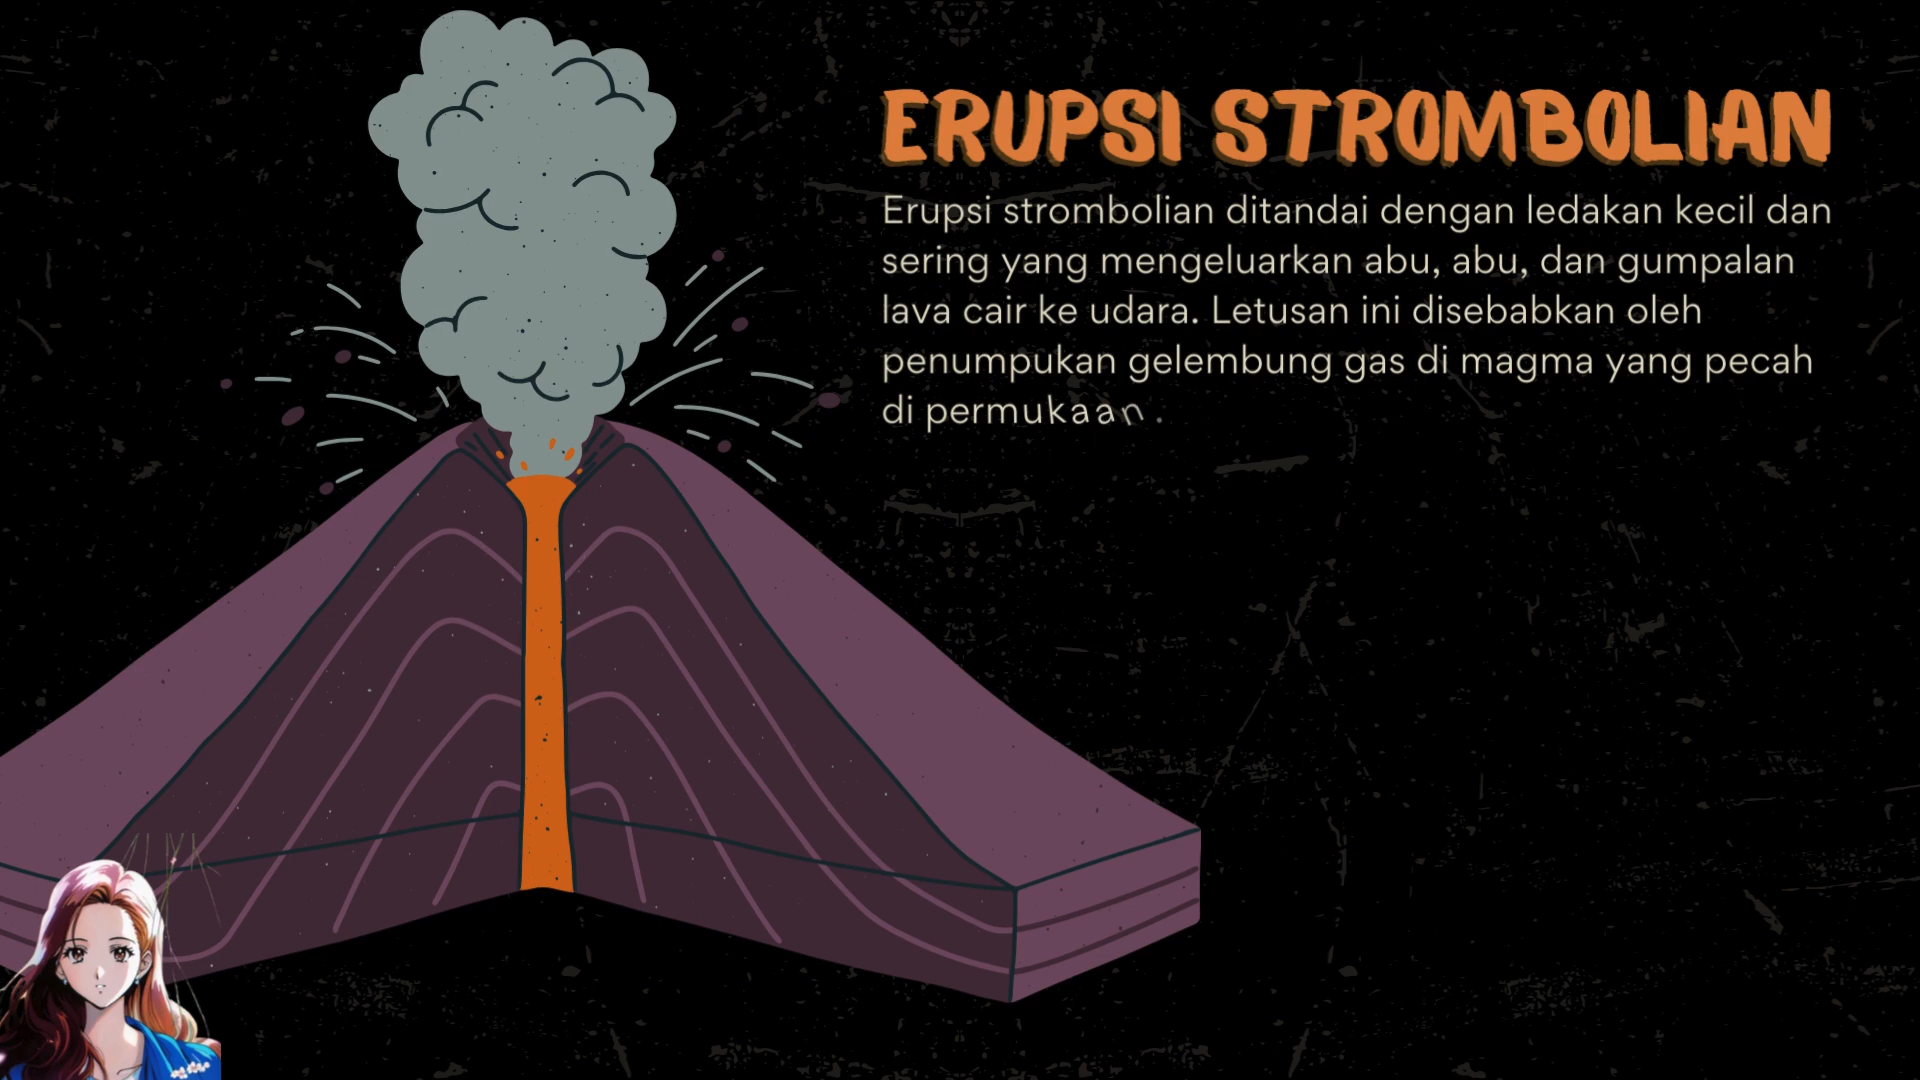 ERUPSI STROMBOLIAN
Erupsi strombolian ditandai dengan ledakan kecil dan
sering yang mengeluarkan abu, abu, dan gumpalan
lava cair ke udara. Letusan ini disebabkan oleh
penumpukan gelembung gas di magma yang pecah
di permukaan .